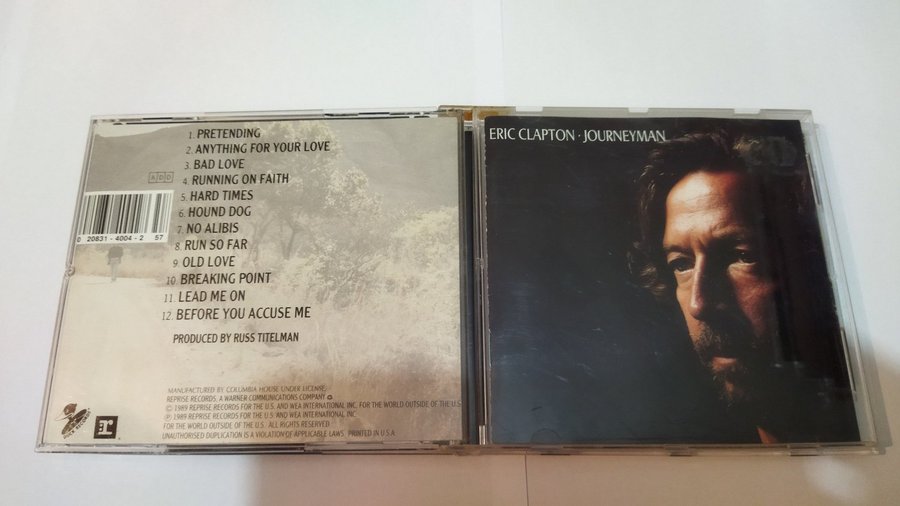 1. PRETENDING
2. ANYTHING FOR YOUR LOVE
3. BAD LOVE
4. RUNNING ON FAITH
5. HARD TIMES
6. HOUND DOG
7. NO ALIBIS
8. RUN SO FAR
9. OLD LOVE
10. BREAKING POINT
11. LEAD ME ON
12. BEFORE YOU ACCUSE ME
PRODUCED BY RUSS TITELMAN
ADD
0 20831-4004-2 57
MANUFACTURED BY COLUMBIA HOUSE UNDER LICENSE,
REPRISE RECORDS, A WARNER COMMUNICATIONS COMPANY
© 1989 REPRISE RECORDS FOR THE U.S. AND WEA INTERNATIONAL INC. FOR THE WORLD OUTSIDE OF THE U.S.
℗ 1989 REPRISE RECORDS FOR THE U.S. AND WEA INTERNATIONAL INC.
FOR THE WORLD OUTSIDE OF THE U.S. ALL RIGHTS RESERVED.
UNAUTHORISED DUPLICATION IS A VIOLATION OF APPLICABLE LAWS. PRINTED IN U.S.A.
ERIC CLAPTON · JOURNEYMAN